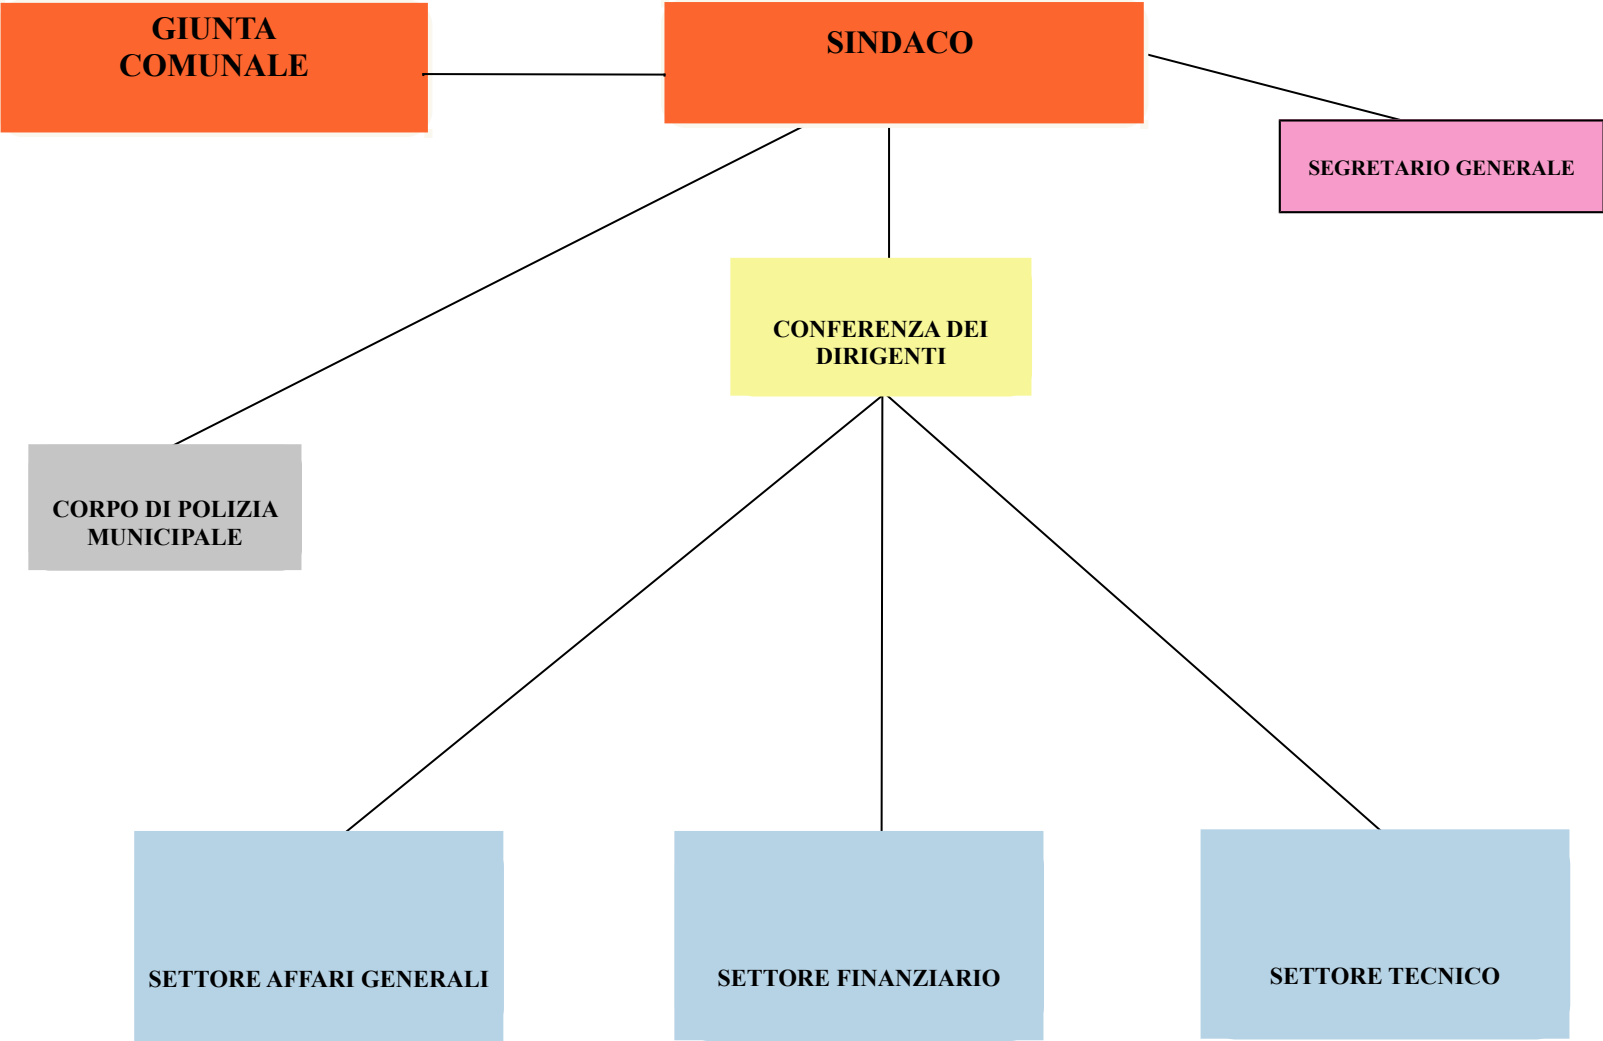 GIUNTA
COMUNALE
SINDACO
SEGRETARIO GENERALE
CONFERENZA DEI
DIRIGENTI
CORPO DI POLIZIA
MUNICIPALE
SETTORE AFFARI GENERALI
SETTORE FINANZIARIO
SETTORE TECNICO